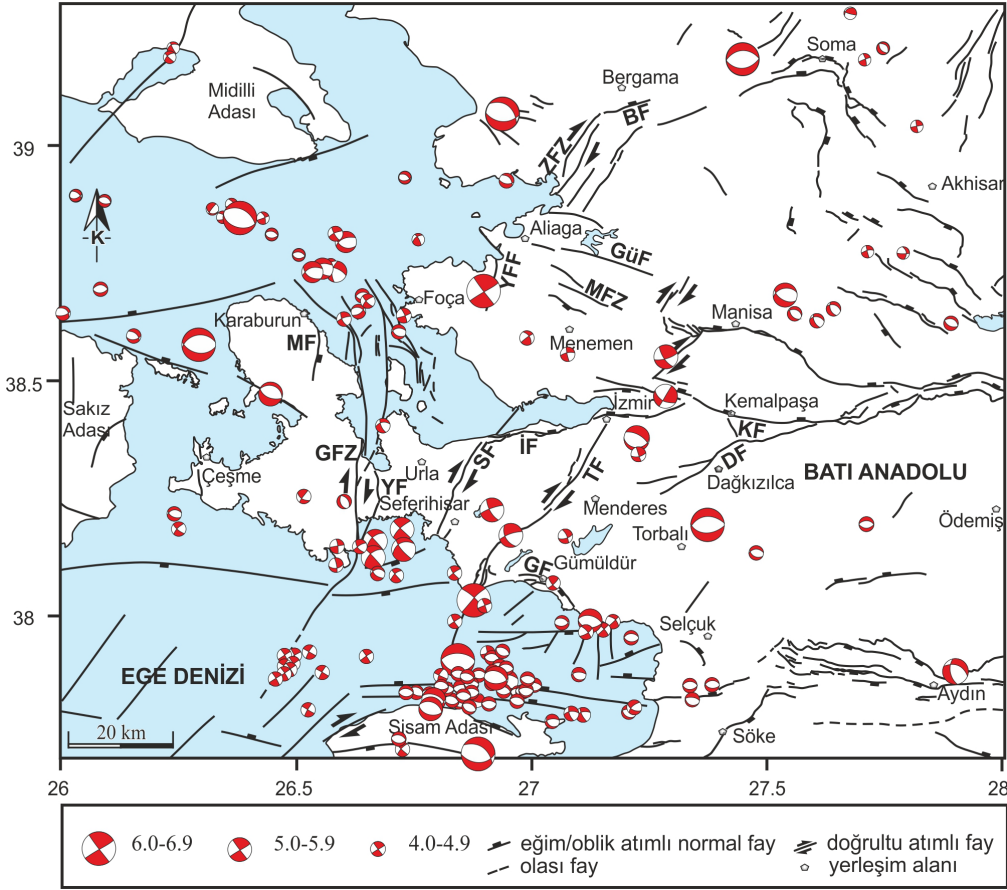 Soma
Bergama
Midilli
Adası
BF
39
ZFZ
Akhisar
-K-
Aliaga
GüF
YFF
MFZ
Foça
Karaburun
Manisa
MF
Menemen
38.5
Sakız
Adası
İzmir
Kemalpaşa
KF
İF
GFZ
SF
DF
Çeşme
Urla
TF
Dağkızılca
BATI ANADOLU
YF
Seferihisar
Menderes
Torbalı
Ödemiş
GF
Gümüldür
38
Selçuk
EGE DENİZİ
Aydın
Sisam Adası
Söke
20 km
26
26.5
27
27.5
28
6.0-6.9
5.0-5.9
4.0-4.9
eğim/oblik atımlı normal fay
doğrultu atımlı fay
olası fay
yerleşim alanı